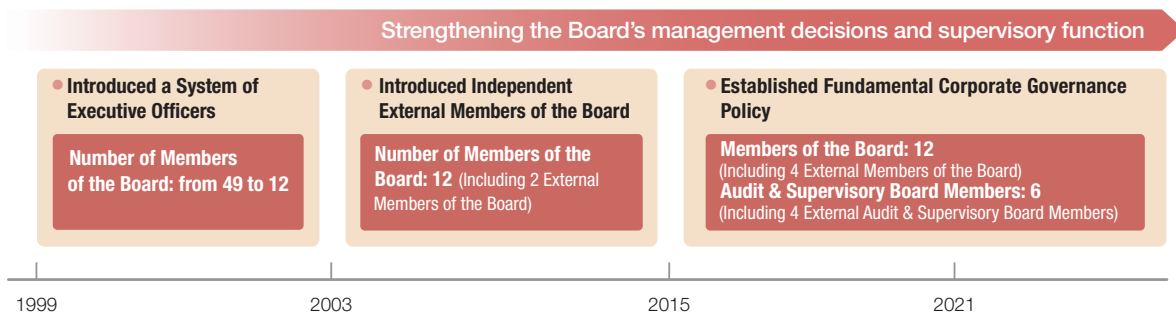 Strengthening the Board’s management decisions and supervisory function
Introduced a System of
Executive Officers
Number of Members
of the Board: from 49 to 12
Introduced Independent
External Members of the Board
Number of Members of the
Board: 12 (Including 2 External
Members of the Board)
Established Fundamental Corporate Governance
Policy
Members of the Board: 12
(Including 4 External Members of the Board)
Audit & Supervisory Board Members: 6
(Including 4 External Audit & Supervisory Board Members)
1999
2003
2015
2021